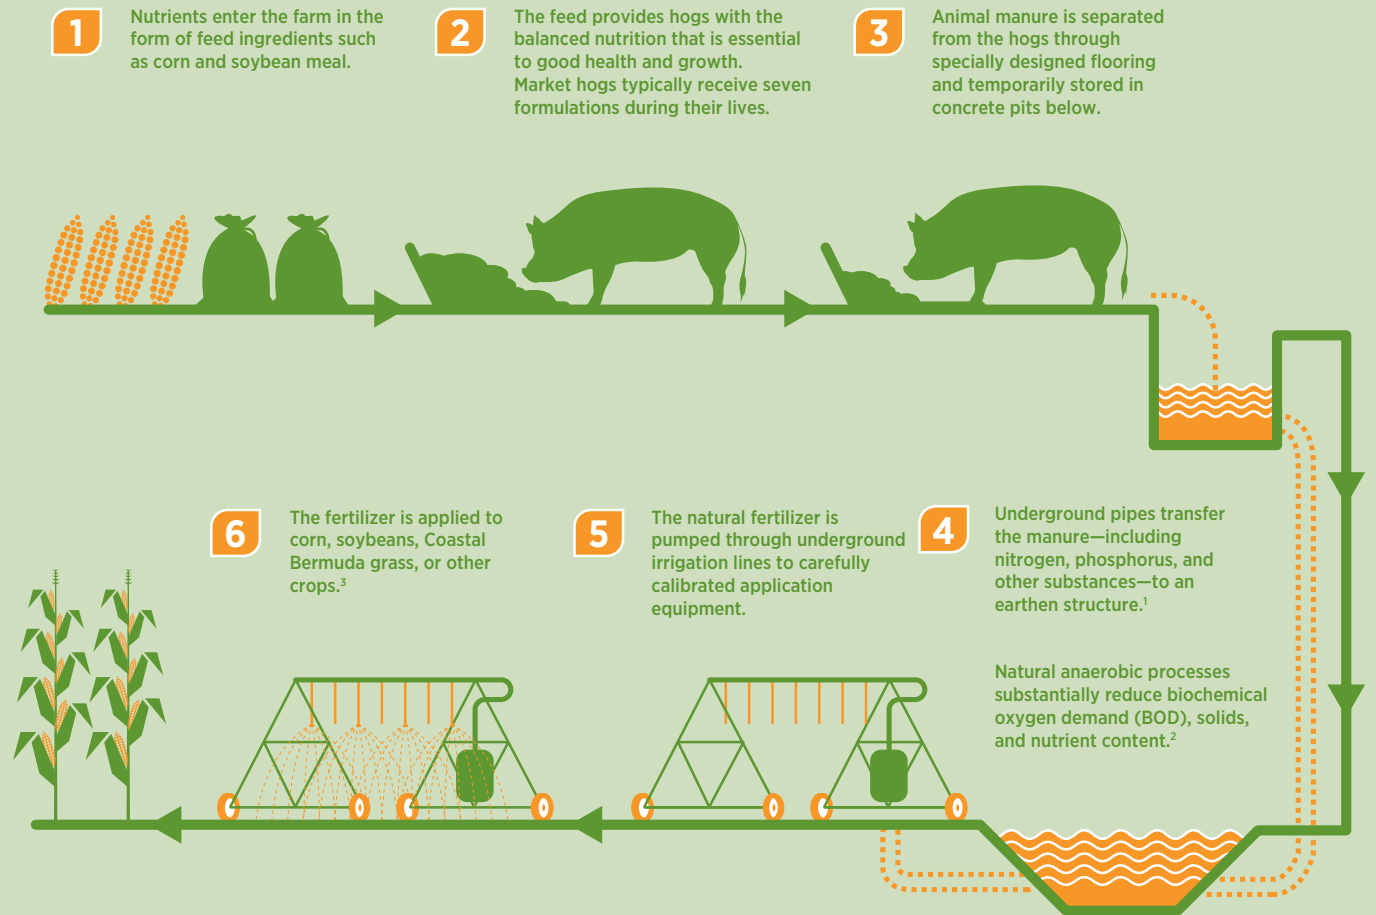 1
Nutrients enter the farm in the
form of feed ingredients such
as corn and soybean meal.
2
The feed provides hogs with the
balanced nutrition that is essential
to good health and growth.
Market hogs typically receive seven
formulations during their lives.
3
Animal manure is separated
from the hogs through
specially designed flooring
and temporarily stored in
concrete pits below.
4
Underground pipes transfer
the manure—including
nitrogen, phosphorus, and
other substances—to an
earthen structure.¹
Natural anaerobic processes
substantially reduce biochemical
oxygen demand (BOD), solids,
and nutrient content.²
5
The natural fertilizer is
pumped through underground
irrigation lines to carefully
calibrated application
equipment.
6
The fertilizer is applied to
corn, soybeans, Coastal
Bermuda grass, or other
crops.³